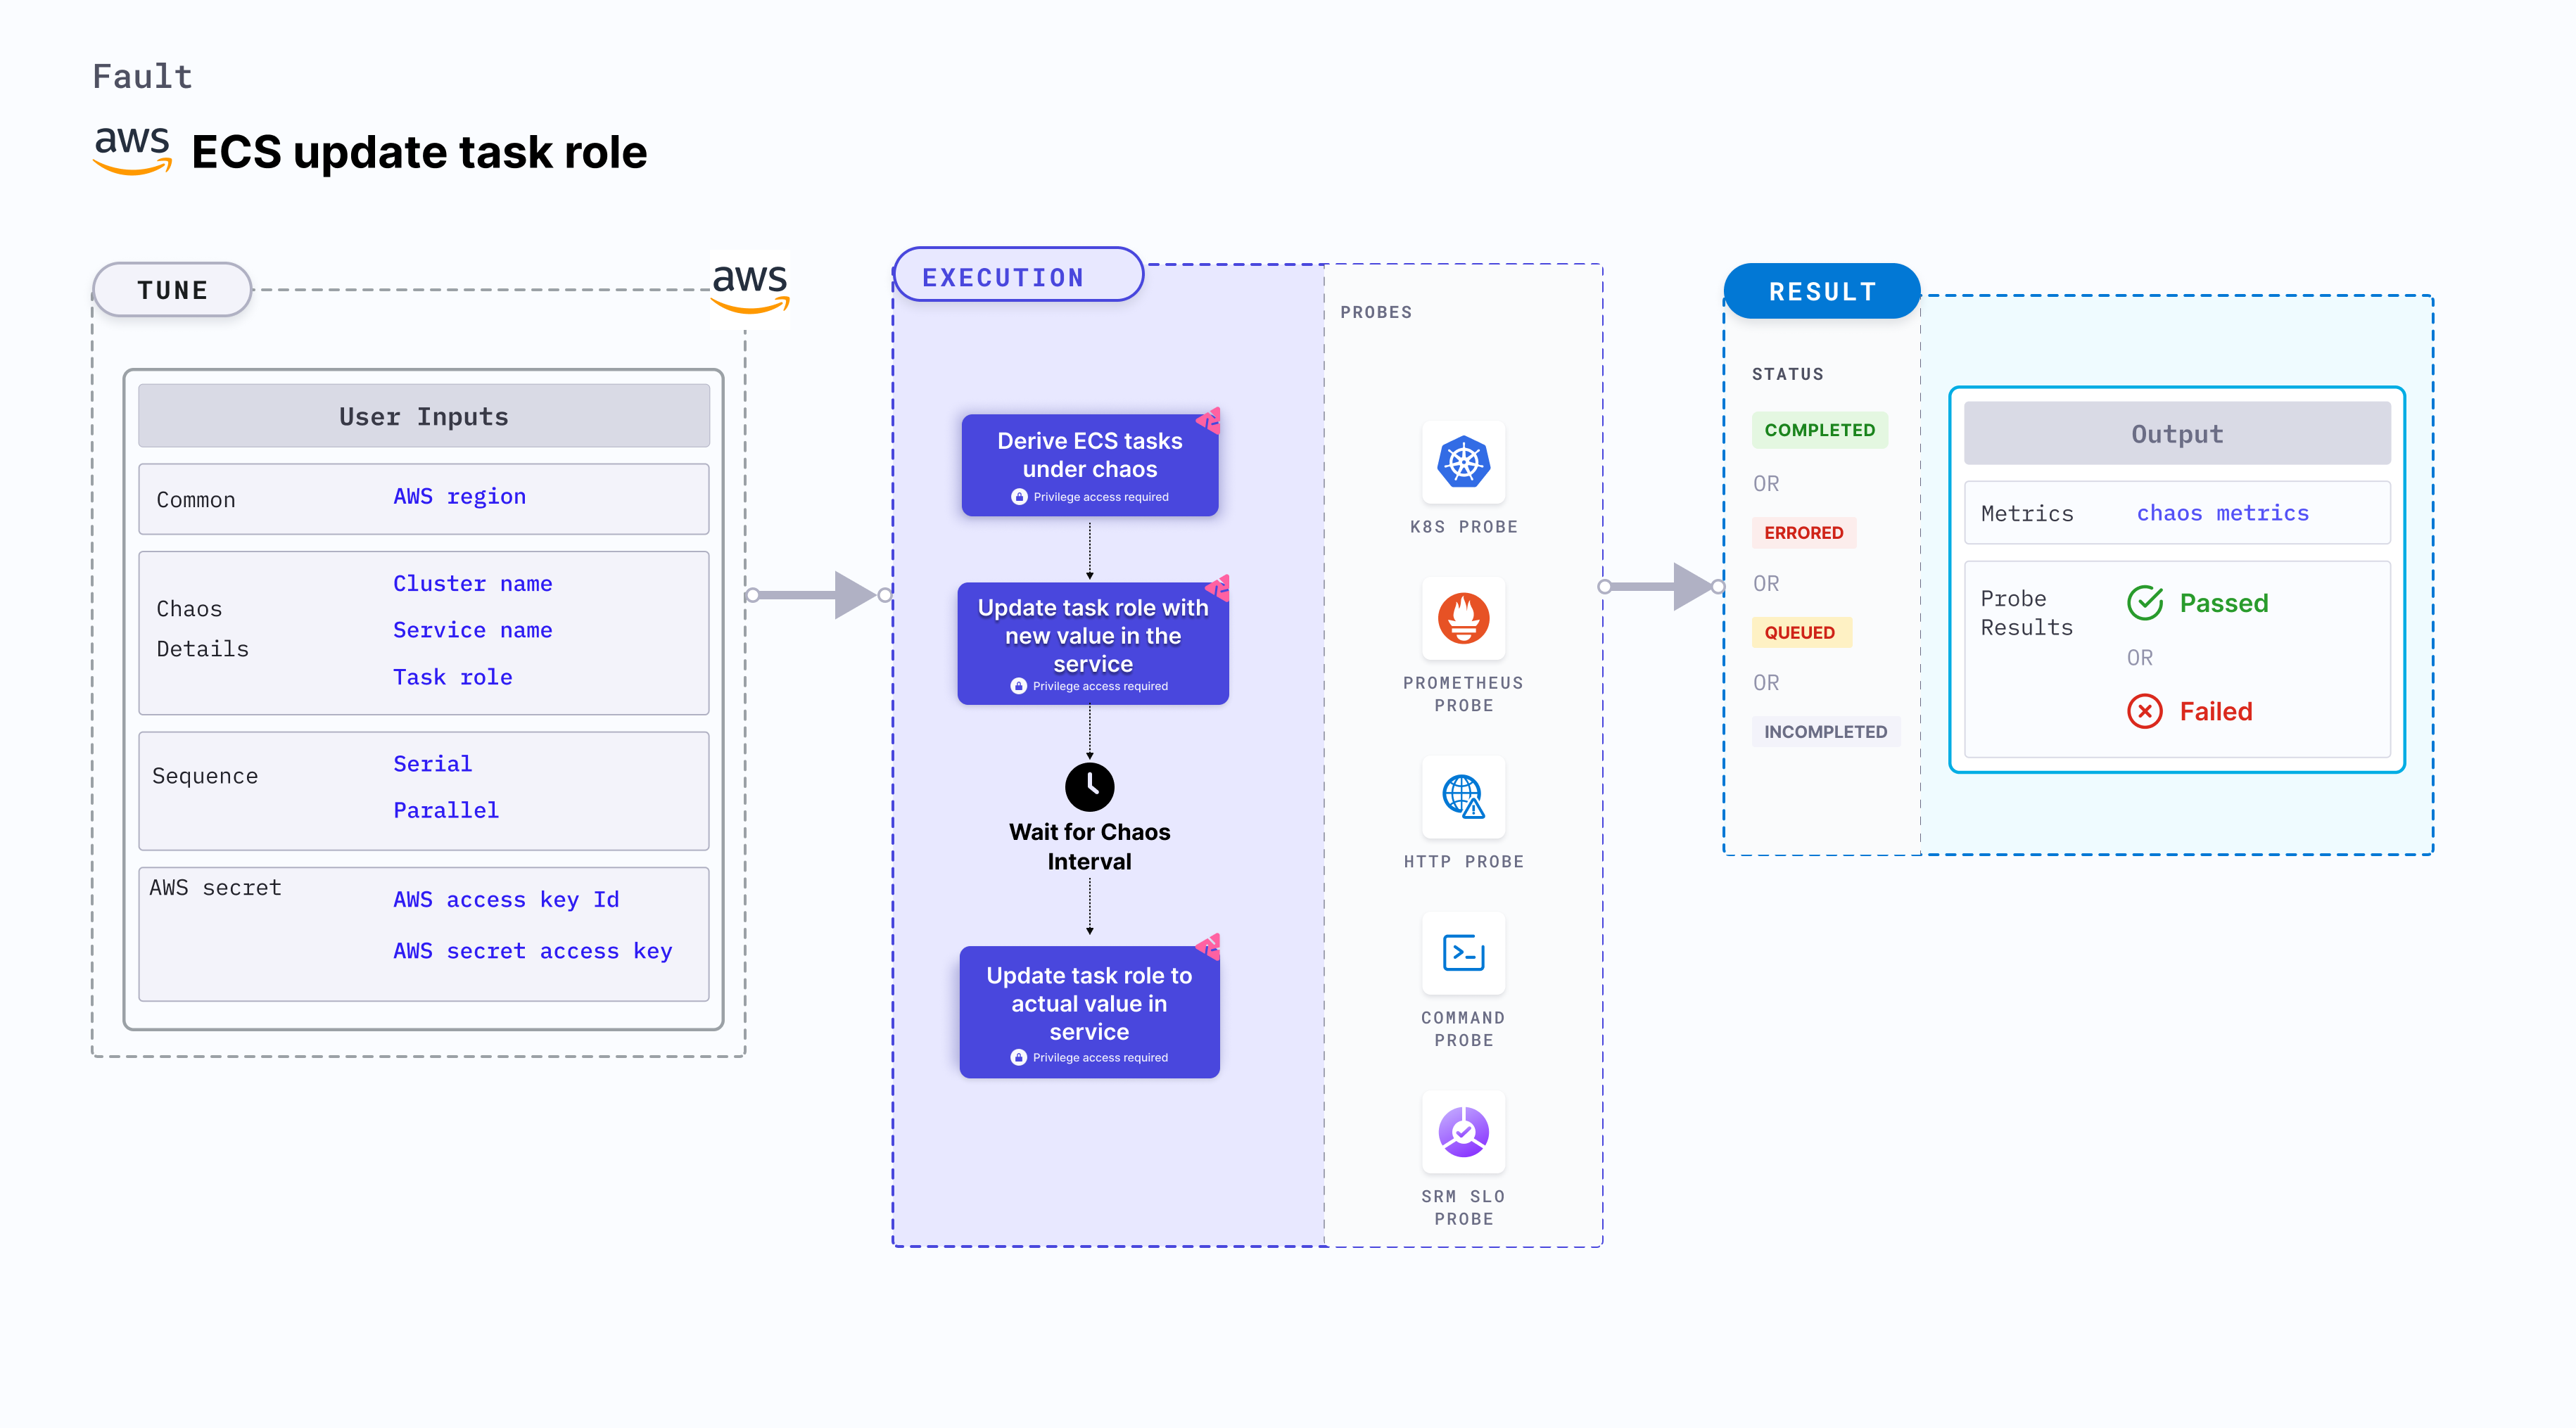 Fault
aws
ECS update task role
TUNE
aws
User Inputs
Common
AWS region
Chaos
Details
Cluster name
Service name
Task role
Sequence
Serial
Parallel
AWS secret
AWS access key Id
AWS secret access key
EXECUTION
Derive ECS tasks
under chaos
Privilege access required
Update task role with
new value in the
service
Privilege access required
Wait for Chaos
Interval
Update task role to
actual value in
service
Privilege access required
PROBES
K8S PROBE
PROMETHEUS
PROBE
HTTP PROBE
COMMAND
PROBE
SRM SLO
PROBE
RESULT
STATUS
COMPLETED
OR
ERRORED
OR
QUEUED
OR
INCOMPLETED
Output
Metrics
chaos metrics
Probe
Results
Passed
OR
Failed